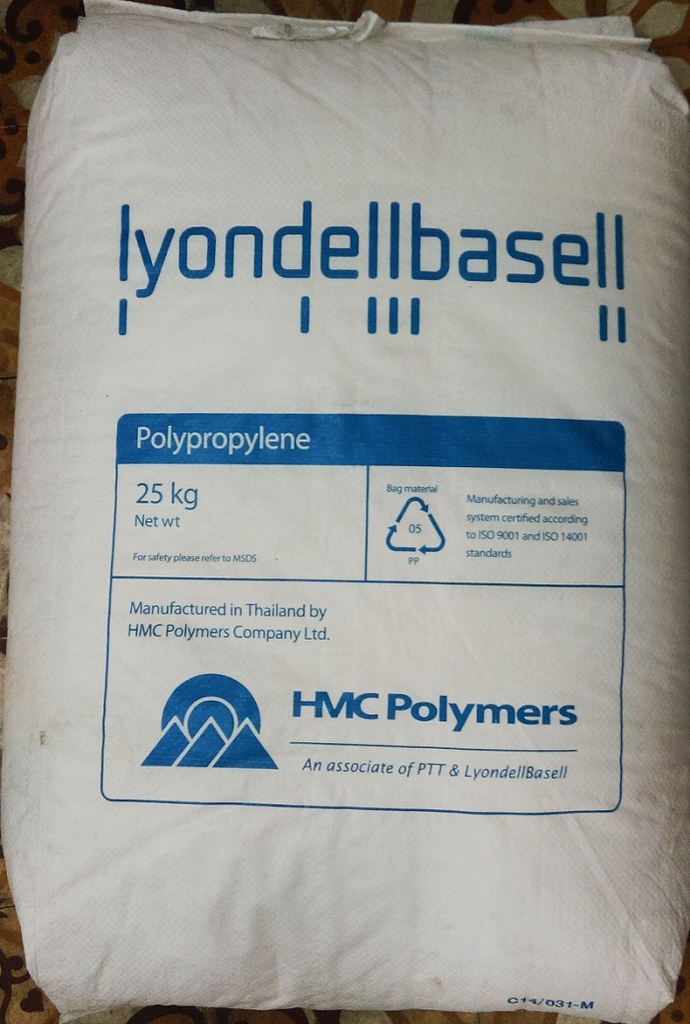 lyondellbasell
Polypropylene
25 kg
Net wt
For safety please refer to MSDS
Bag material
05
PP
Manufacturing and sales
system certified according
to ISO 9001 and ISO 14001
standards
Manufactured in Thailand by
HMC Polymers Company Ltd.
HMC Polymers
An associate of PTT & LyondellBasell
C14/031-M